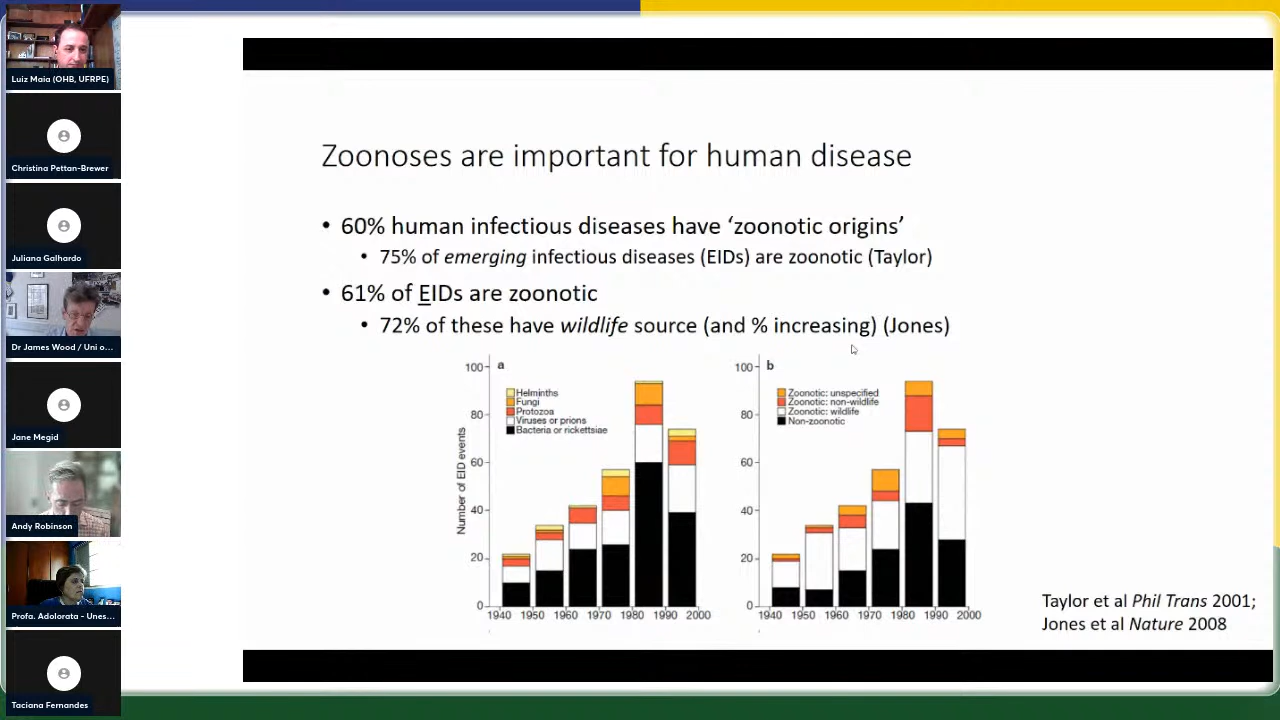 Luiz Maia (OHB, UFRPE)
Christina Pettan-Brewer
Juliana Galhardo
Dr James Wood / Uni o...
Jane Megid
Andy Robinson
Profa. Adolorata - Unes...
Taciana Fernandes
Zoonoses are important for human disease
• 60% human infectious diseases have ‘zoonotic origins’
• 75% of emerging infectious diseases (EIDs) are zoonotic (Taylor)
• 61% of EIDs are zoonotic
• 72% of these have wildlife source (and % increasing) (Jones)
a
Number of EID events
100
80
60
40
20
0
Helminths
Fungi
Protozoa
Viruses or prions
Bacteria or rickettsiae
1940 1950 1960 1970 1980 1990 2000
b
100
80
60
40
20
0
Zoonotic: unspecified
Zoonotic: non-wildlife
Zoonotic: wildlife
Non-zoonotic
1940 1950 1960 1970 1980 1990 2000
Taylor et al Phil Trans 2001;
Jones et al Nature 2008